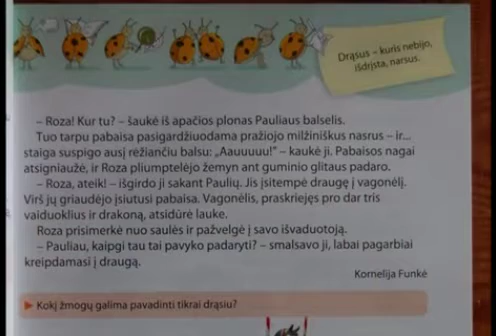 Drąsus – kuris nebijo,
išdrįsta, narsus.
– Roza! Kur tu? – šaukė iš apačios plonas Pauliaus balselis.
Tuo tarpu pabaisa pasigardžiuodama pražiojo milžiniškus nasrus – ir...
staiga suspigo ausį rėžiančiu balsu: „Aauuuuu!" – kaukė ji. Pabaisos nagai
atsigniaužė, ir Roza pliumptelėjo žemyn ant guminio glitaus padaro.
– Roza, ateik! – išgirdo ji sakant Paulių. Jis įsitempė draugę į vagonėlį.
Virš jų griaudėjo įsiutusi pabaisa. Vagonėlis, praskriejęs pro dar tris
vaiduoklius ir drakoną, atsidūrė lauke.
Roza prisimerkė nuo saulės ir pažvelgė į savo išvaduotoją.
– Pauliau, kaipgi tau tai pavyko padaryti? – smalsavo ji, labai pagarbiai
kreipdamasi į draugą.
Kornelija Funkė
Kokį žmogų galima pavadinti tikrai drąsiu?